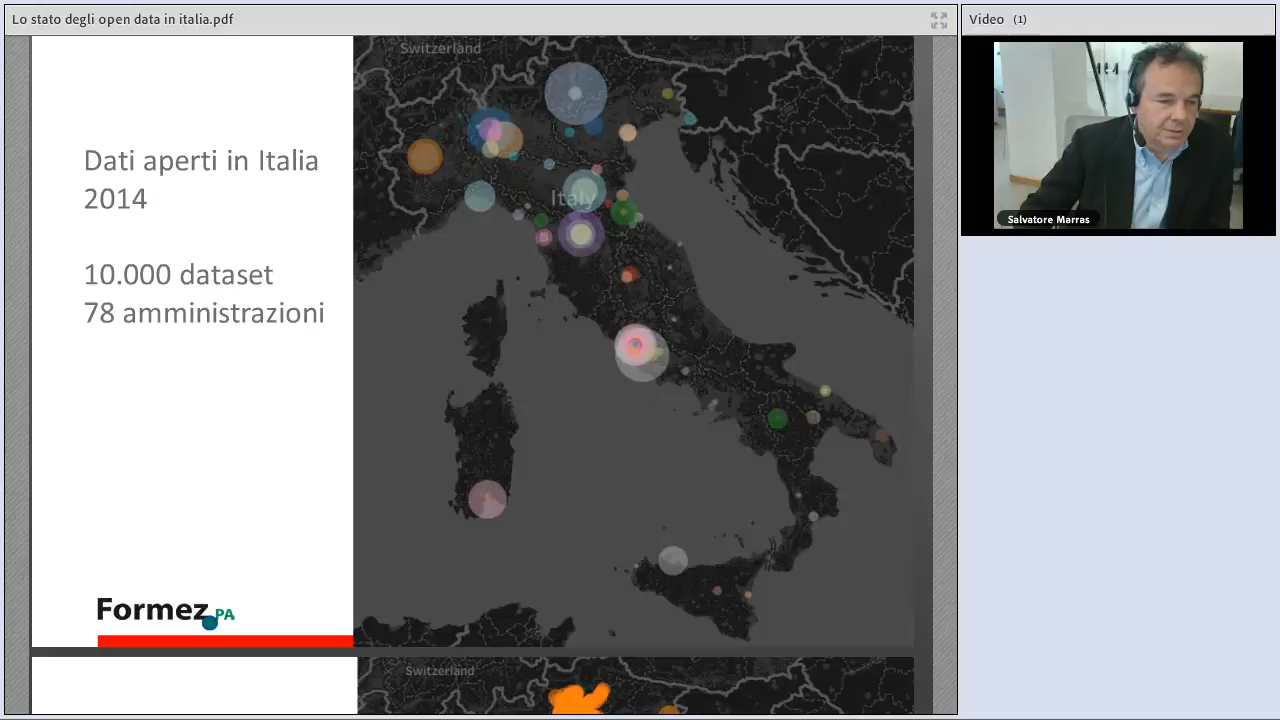 Lo stato degli open data in italia.pdf
Video (1)
Switzerland
Dati aperti in Italia
2014
Italy
10.000 dataset
78 amministrazioni
Salvatore Marras
Formez PA
Switzerland